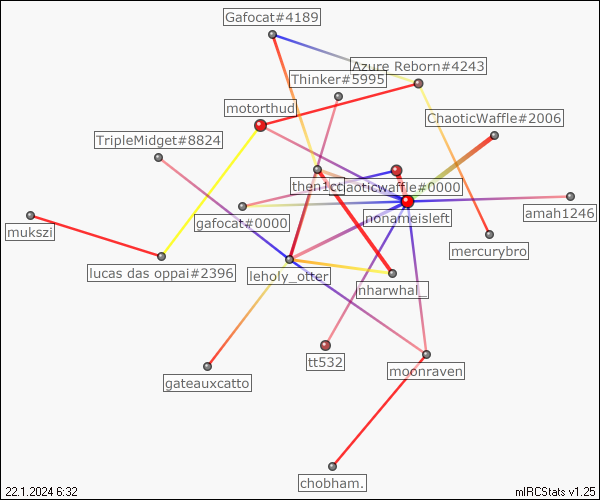 Gafocat#4189
Azure Reborn#4243
Thinker#5995
motorthud
ChaoticWaffle#2006
TripleMidget#8824
then1cc
chaoticwaffle#0000
gafocat#0000
nonameisleft
amah1246
mukszi
mercurybro
lucas das oppai#2396
leholy_otter
nharwhal_
tt532
moonraven
gateauxcatto
chobham.
22.1.2024 6:32
mIRCStats v1.25